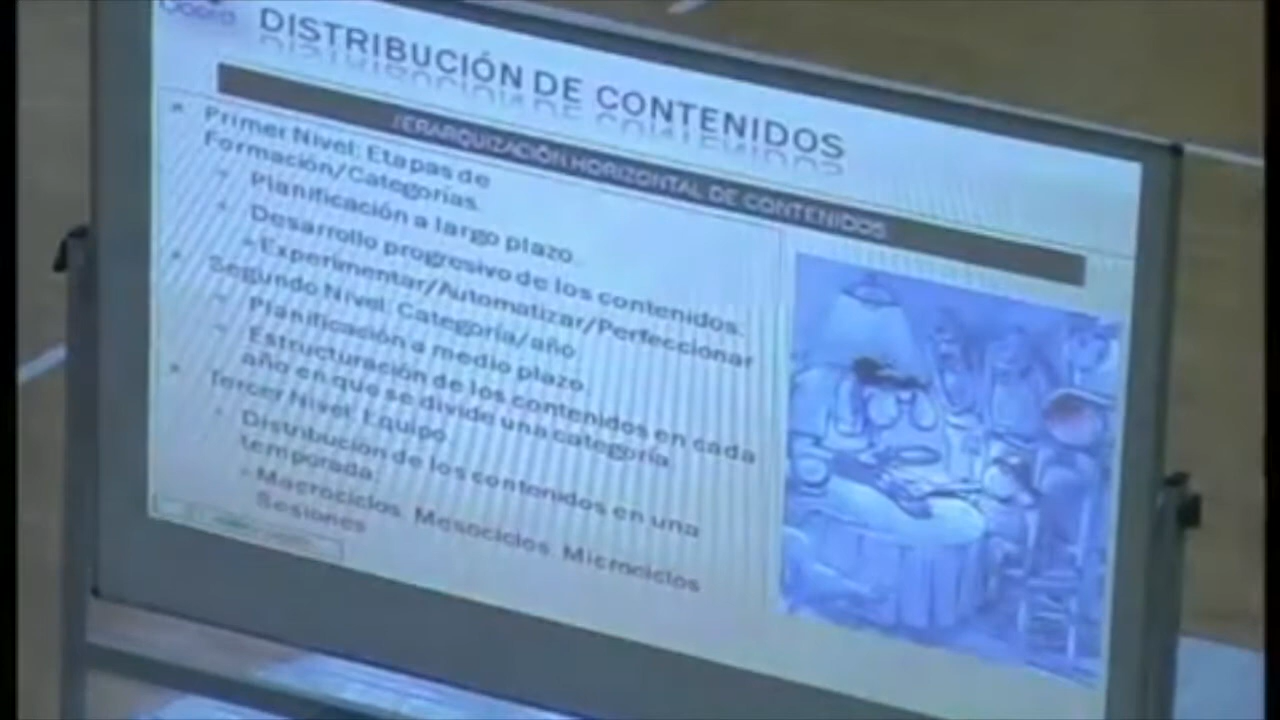 DISTRIBUCIÓN DE CONTENIDOS
JERARQUIZACIÓN HORIZONTAL DE CONTENIDOS
Primer Nivel: Etapas de
Formación/Categorías.
Planificación a largo plazo.
Desarrollo progresivo de los contenidos.
Experimentar/Automatizar/Perfeccionar
Segundo Nivel: Categoría/año
Planificación a medio plazo.
Estructuración de los contenidos en cada
año en que se divide una categoría
Tercer Nivel: Equipo.
Distribución de los contenidos en una
temporada:
Macrociclos. Mesociclos. Microciclos
Sesiones